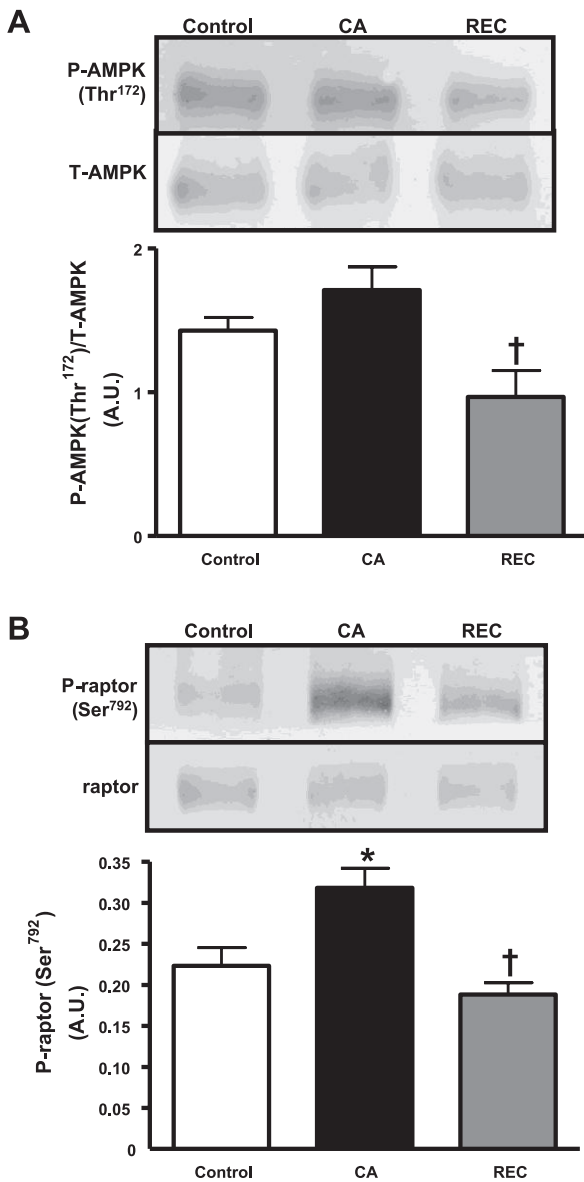 A
Control CA REC
P-AMPK
(Thr¹⁷²)
T-AMPK
P-AMPK(Thr¹⁷²)/T-AMPK
(A.U.)
2
1
0
Control CA REC
†
B
Control CA REC
P-raptor
(Ser⁷⁹²)
raptor
P-raptor (Ser⁷⁹²)
(A.U.)
0.35
0.30
0.25
0.20
0.15
0.10
0.05
0
*
†
Control CA REC